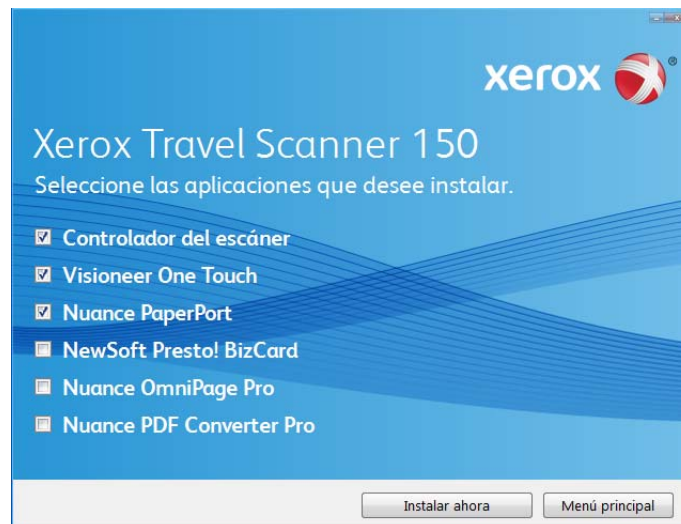 xerox
Xerox Travel Scanner 150
Seleccione las aplicaciones que desee instalar.
Controlador del escáner
Visioneer One Touch
Nuance PaperPort
NewSoft Presto! BizCard
Nuance OmniPage Pro
Nuance PDF Converter Pro
Instalar ahora
Menú principal